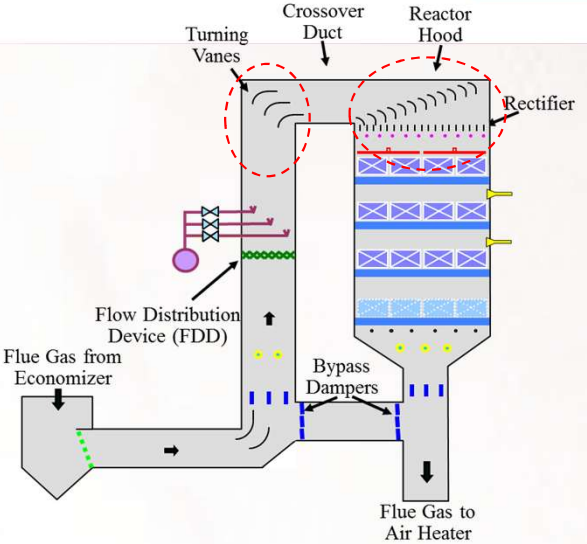 Crossover
Duct
Reactor
Hood
Turning
Vanes
Rectifier
Flow Distribution
Device (FDD)
Flue Gas from
Economizer
Bypass
Dampers
Flue Gas to
Air Heater